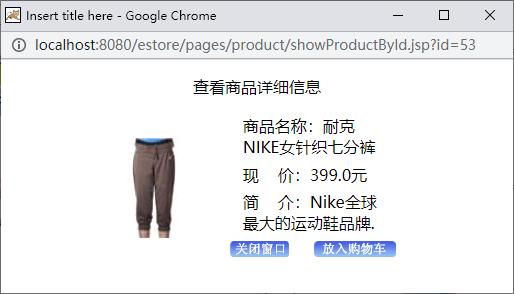 Insert title here - Google Chrome
localhost:8080/estore/pages/product/showProductById.jsp?id=53
查看商品详细信息
商品名称：耐克
NIKE女针织七分裤
现　价：399.0元
简　介：Nike全球
最大的运动鞋品牌.
关闭窗口
放入购物车